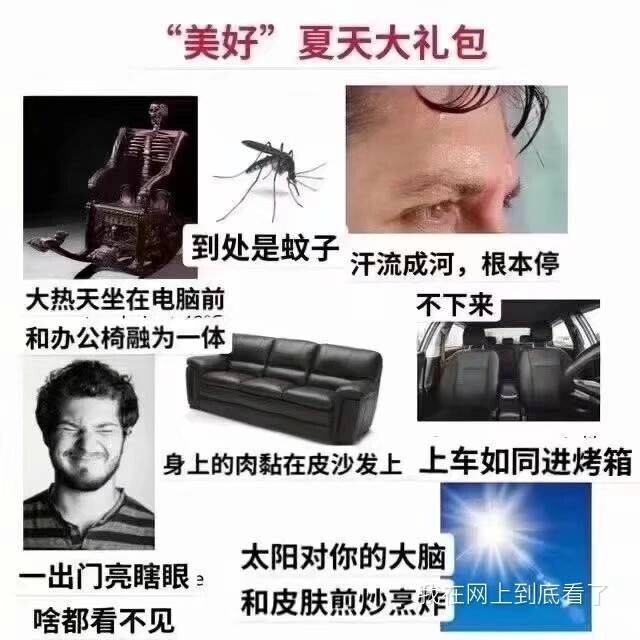 “美好”夏天大礼包
到处是蚊子
汗流成河，根本停
不下来
大热天坐在电脑前
和办公椅融为一体
身上的肉黏在皮沙发上
上车如同进烤箱
一出门亮瞎眼
啥都看不见
太阳对你的大脑
和皮肤煎炒烹炸
我在网上到底看了